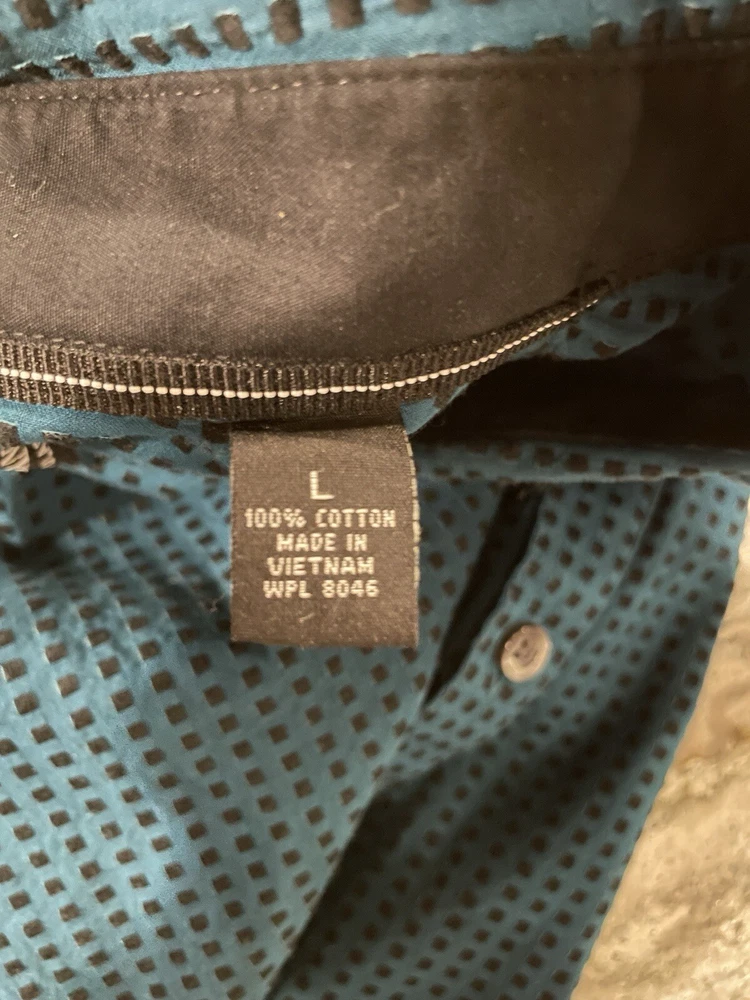 L
100% COTTON
MADE IN
VIETNAM
WPL 8046